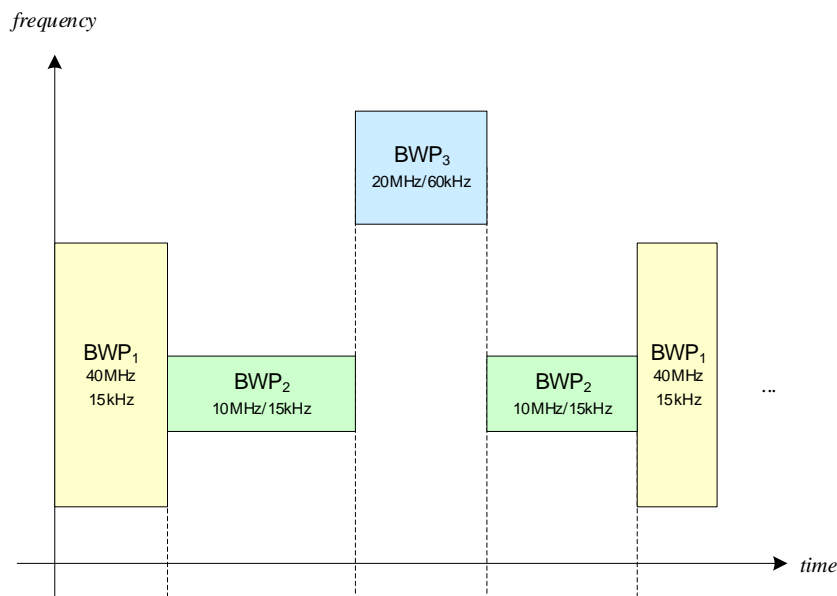 frequency
BWP₃
20MHz/60kHz
BWP₁
40MHz
15kHz
BWP₂
10MHz/15kHz
BWP₂
10MHz/15kHz
BWP₁
40MHz
15kHz
...
time